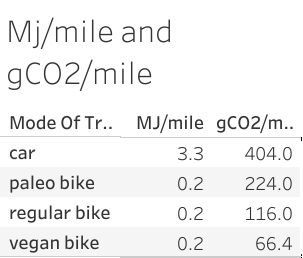 Mj/mile and
gCO2/mile
Mode Of Tr.. MJ/mile gCO2/m..
car 3.3 404.0
paleo bike 0.2 224.0
regular bike 0.2 116.0
vegan bike 0.2 66.4